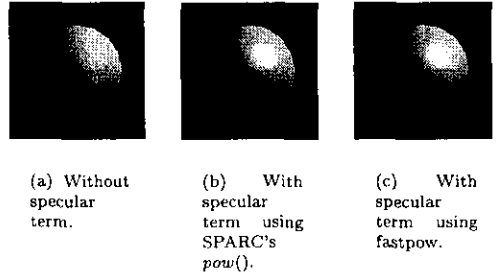 (a) Without
specular
term.
(b) With
specular
term using
SPARC's
pow().
(c) With
specular
term using
fastpow.